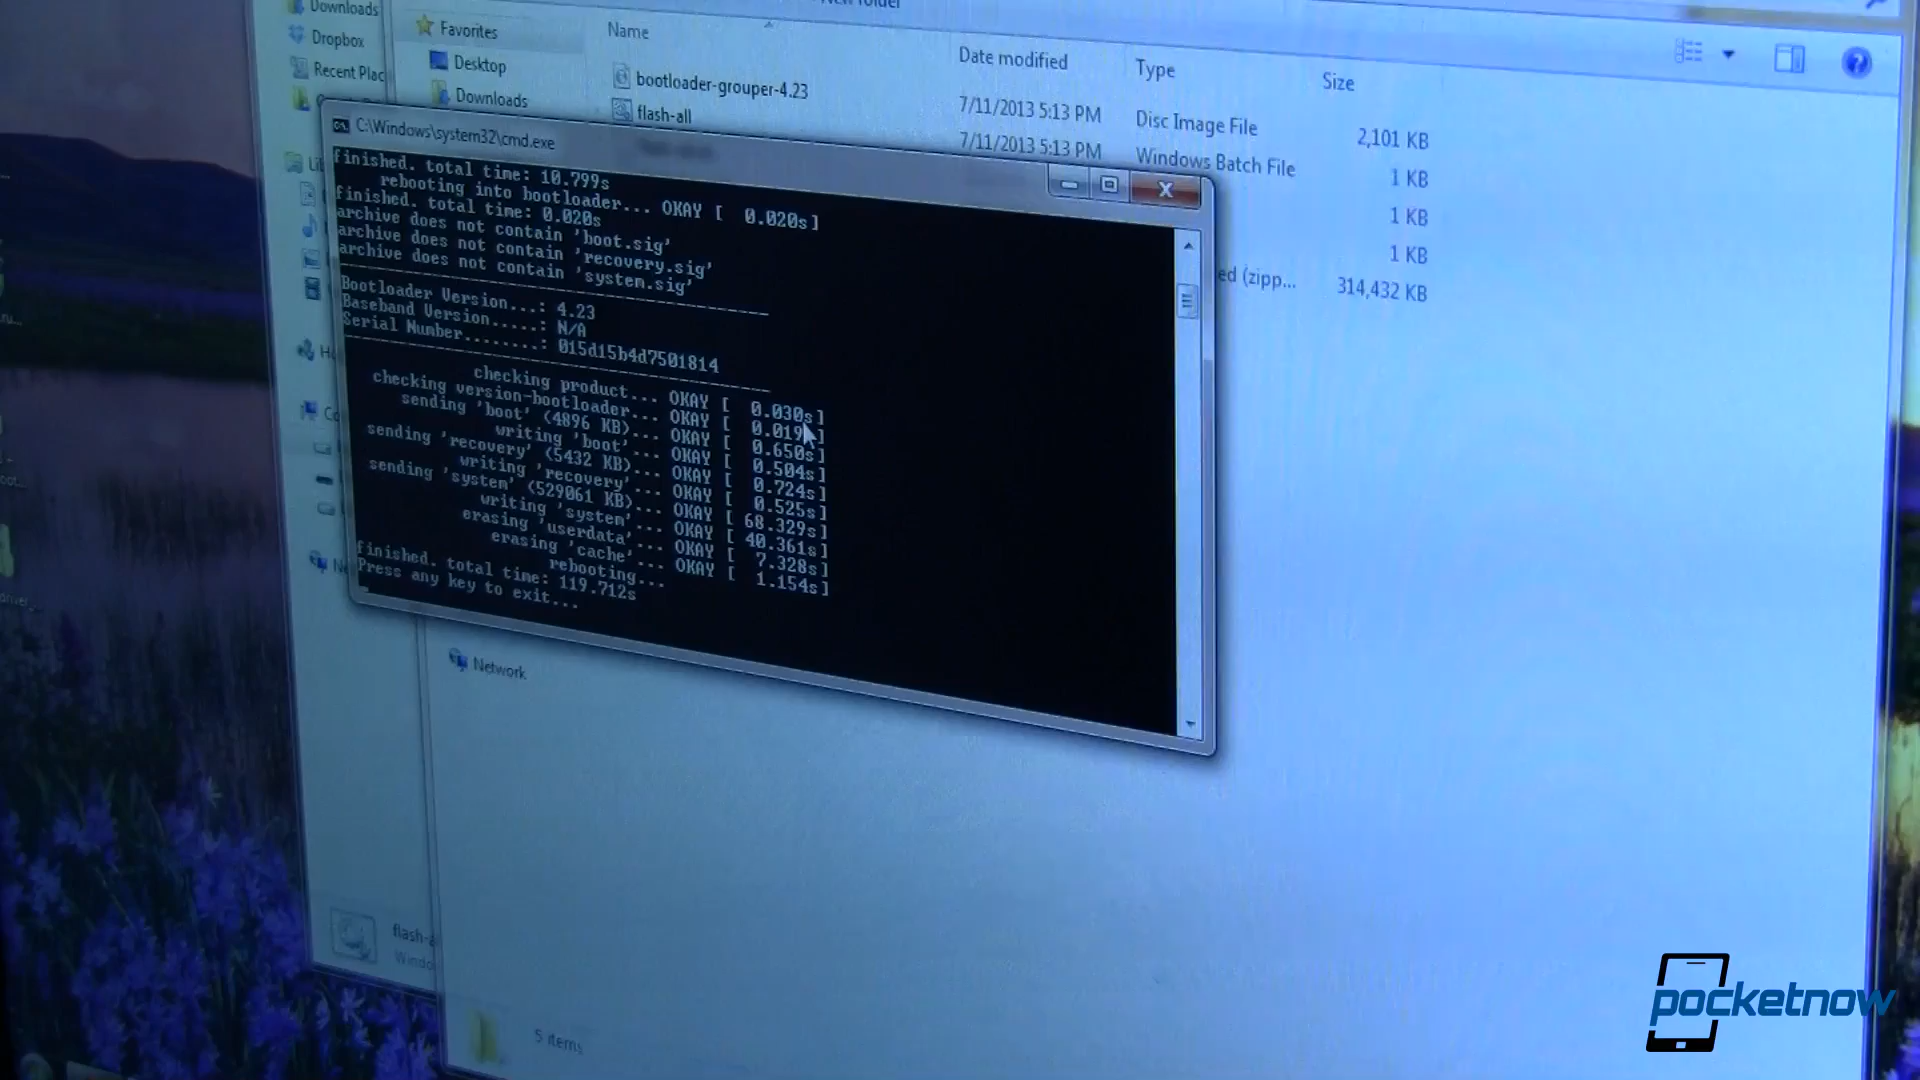 Downloads
Dropbox
Recent Plac
Favorites
Desktop
Downloads
Name
Date modified
Type
Size
bootloader-grouper-4.23
7/11/2013 5:13 PM
Disc Image File
2,101 KB
flash-all
7/11/2013 5:13 PM
Windows Batch File
1 KB
1 KB
1 KB
ed (zipp...
314,432 KB
C:\Windows\system32\cmd.exe
finished. total time: 10.799s
rebooting into bootloader... OKAY [ 0.020s]
finished. total time: 0.020s
archive does not contain 'boot.sig'
archive does not contain 'recovery.sig'
archive does not contain 'system.sig'
Bootloader Version...: 4.23
Baseband Version.....: N/A
Serial Number........: 015d15b4d7501814
checking product... OKAY [ 0.030s]
checking version-bootloader... OKAY [ 0.019s]
sending 'boot' (4896 KB)... OKAY [ 0.650s]
writing 'boot'... OKAY [ 0.504s]
sending 'recovery' (5432 KB)... OKAY [ 0.724s]
writing 'recovery'... OKAY [ 0.525s]
sending 'system' (529061 KB)... OKAY [ 68.329s]
writing 'system'... OKAY [ 40.361s]
erasing 'userdata'... OKAY [ 7.328s]
erasing 'cache'... OKAY [ 1.154s]
rebooting...
finished. total time: 119.712s
Press any key to exit...
Network
flash-a
Windo
5 items
pocketnow